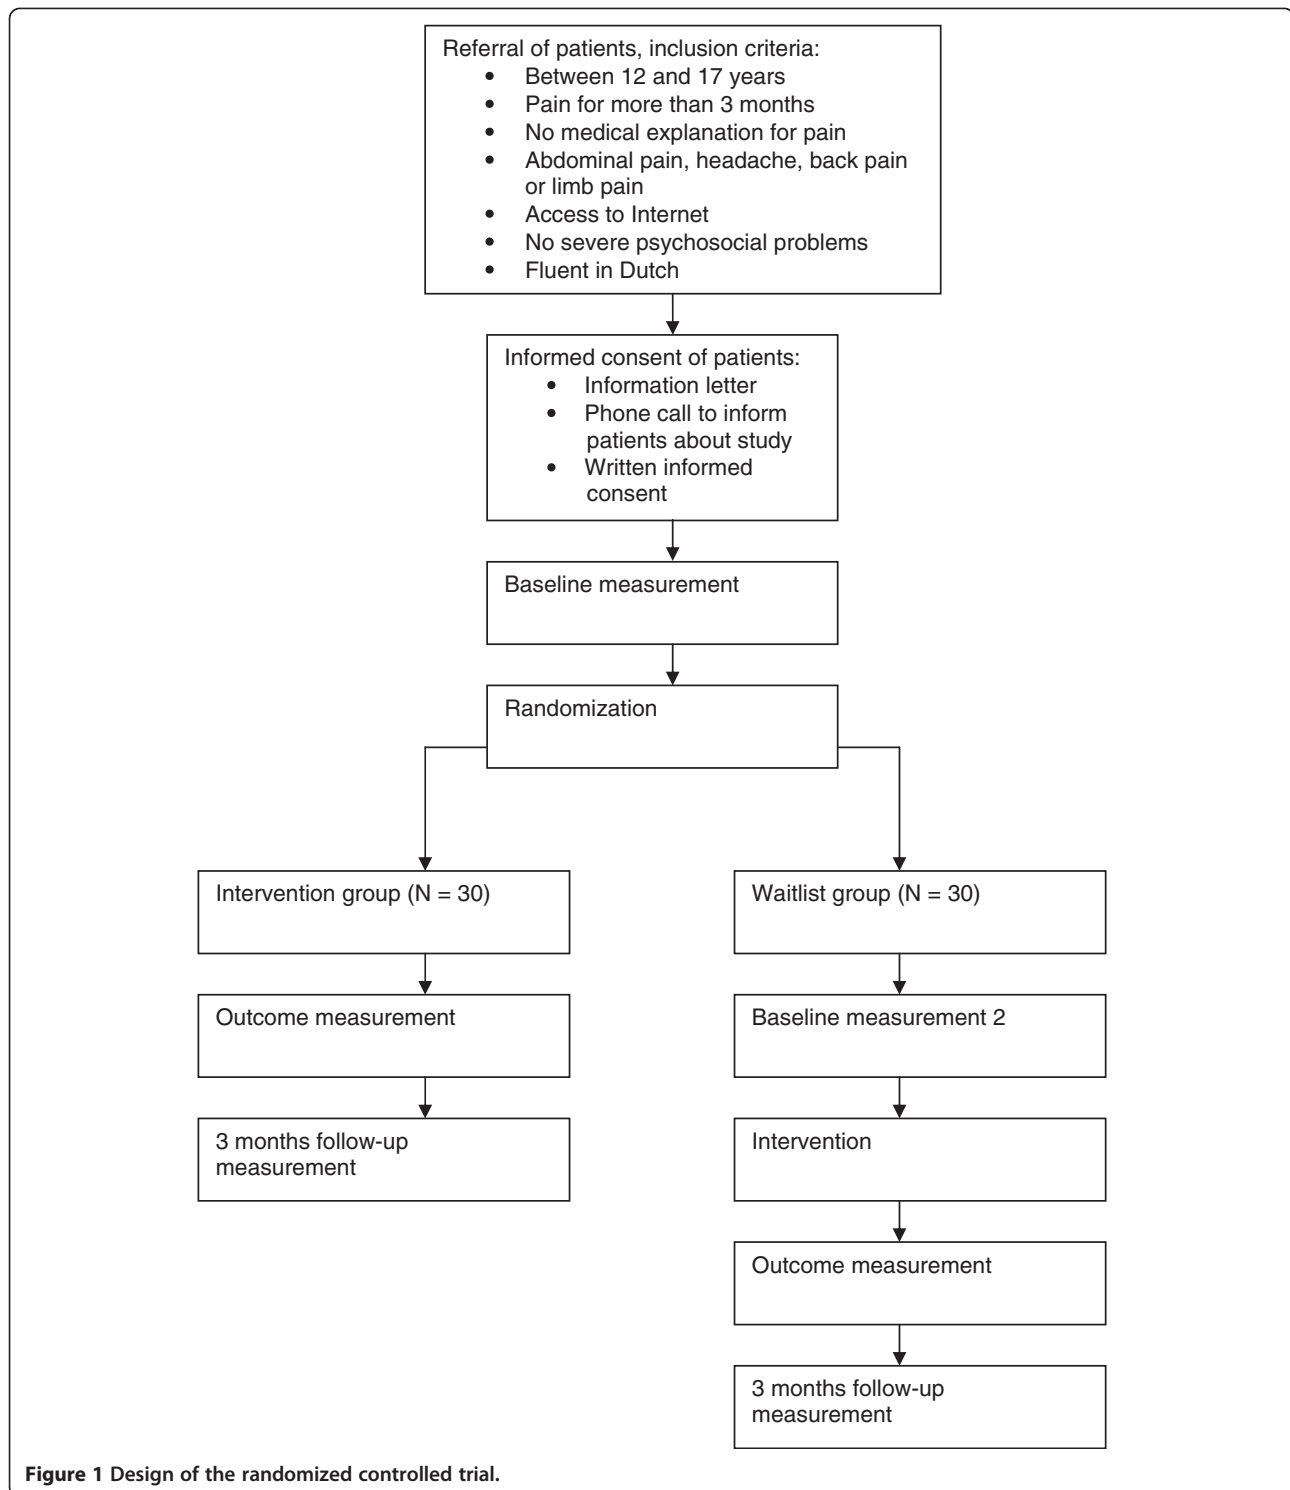 Referral of patients, inclusion criteria:
• Between 12 and 17 years
• Pain for more than 3 months
• No medical explanation for pain
• Abdominal pain, headache, back pain
or limb pain
• Access to Internet
• No severe psychosocial problems
• Fluent in Dutch
Informed consent of patients:
• Information letter
• Phone call to inform
patients about study
• Written informed
consent
Baseline measurement
Randomization
Intervention group (N = 30)
Outcome measurement
3 months follow-up
measurement
Waitlist group (N = 30)
Baseline measurement 2
Intervention
Outcome measurement
3 months follow-up
measurement
Figure 1 Design of the randomized controlled trial.